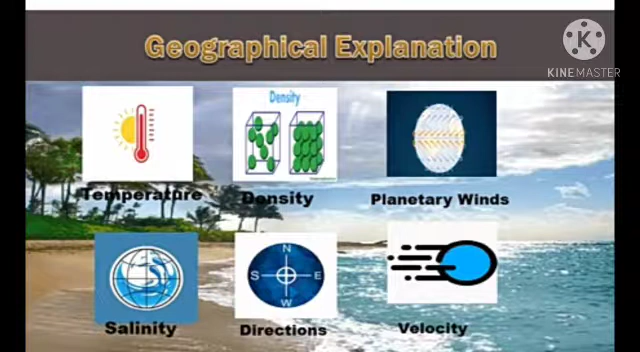 Geographical Explanation
KINEMASTER
Density
Temperature
Density
Planetary Winds
N
S E
W
Salinity
Directions
Velocity